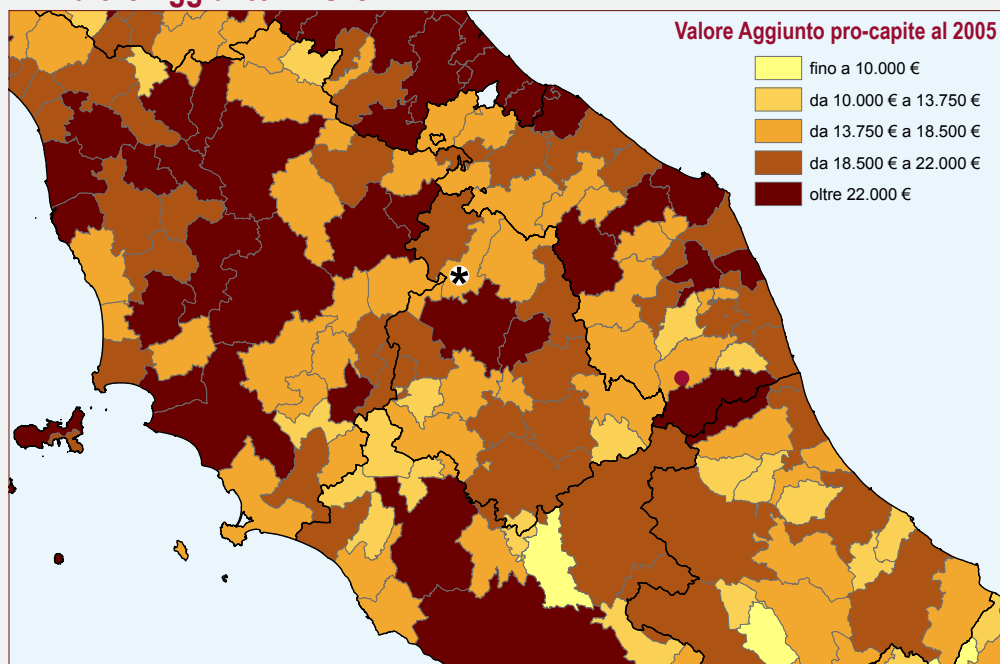 Valore Aggiunto pro-capite al 2005
fino a 10.000 €
da 10.000 € a 13.750 €
da 13.750 € a 18.500 €
da 18.500 € a 22.000 €
oltre 22.000 €